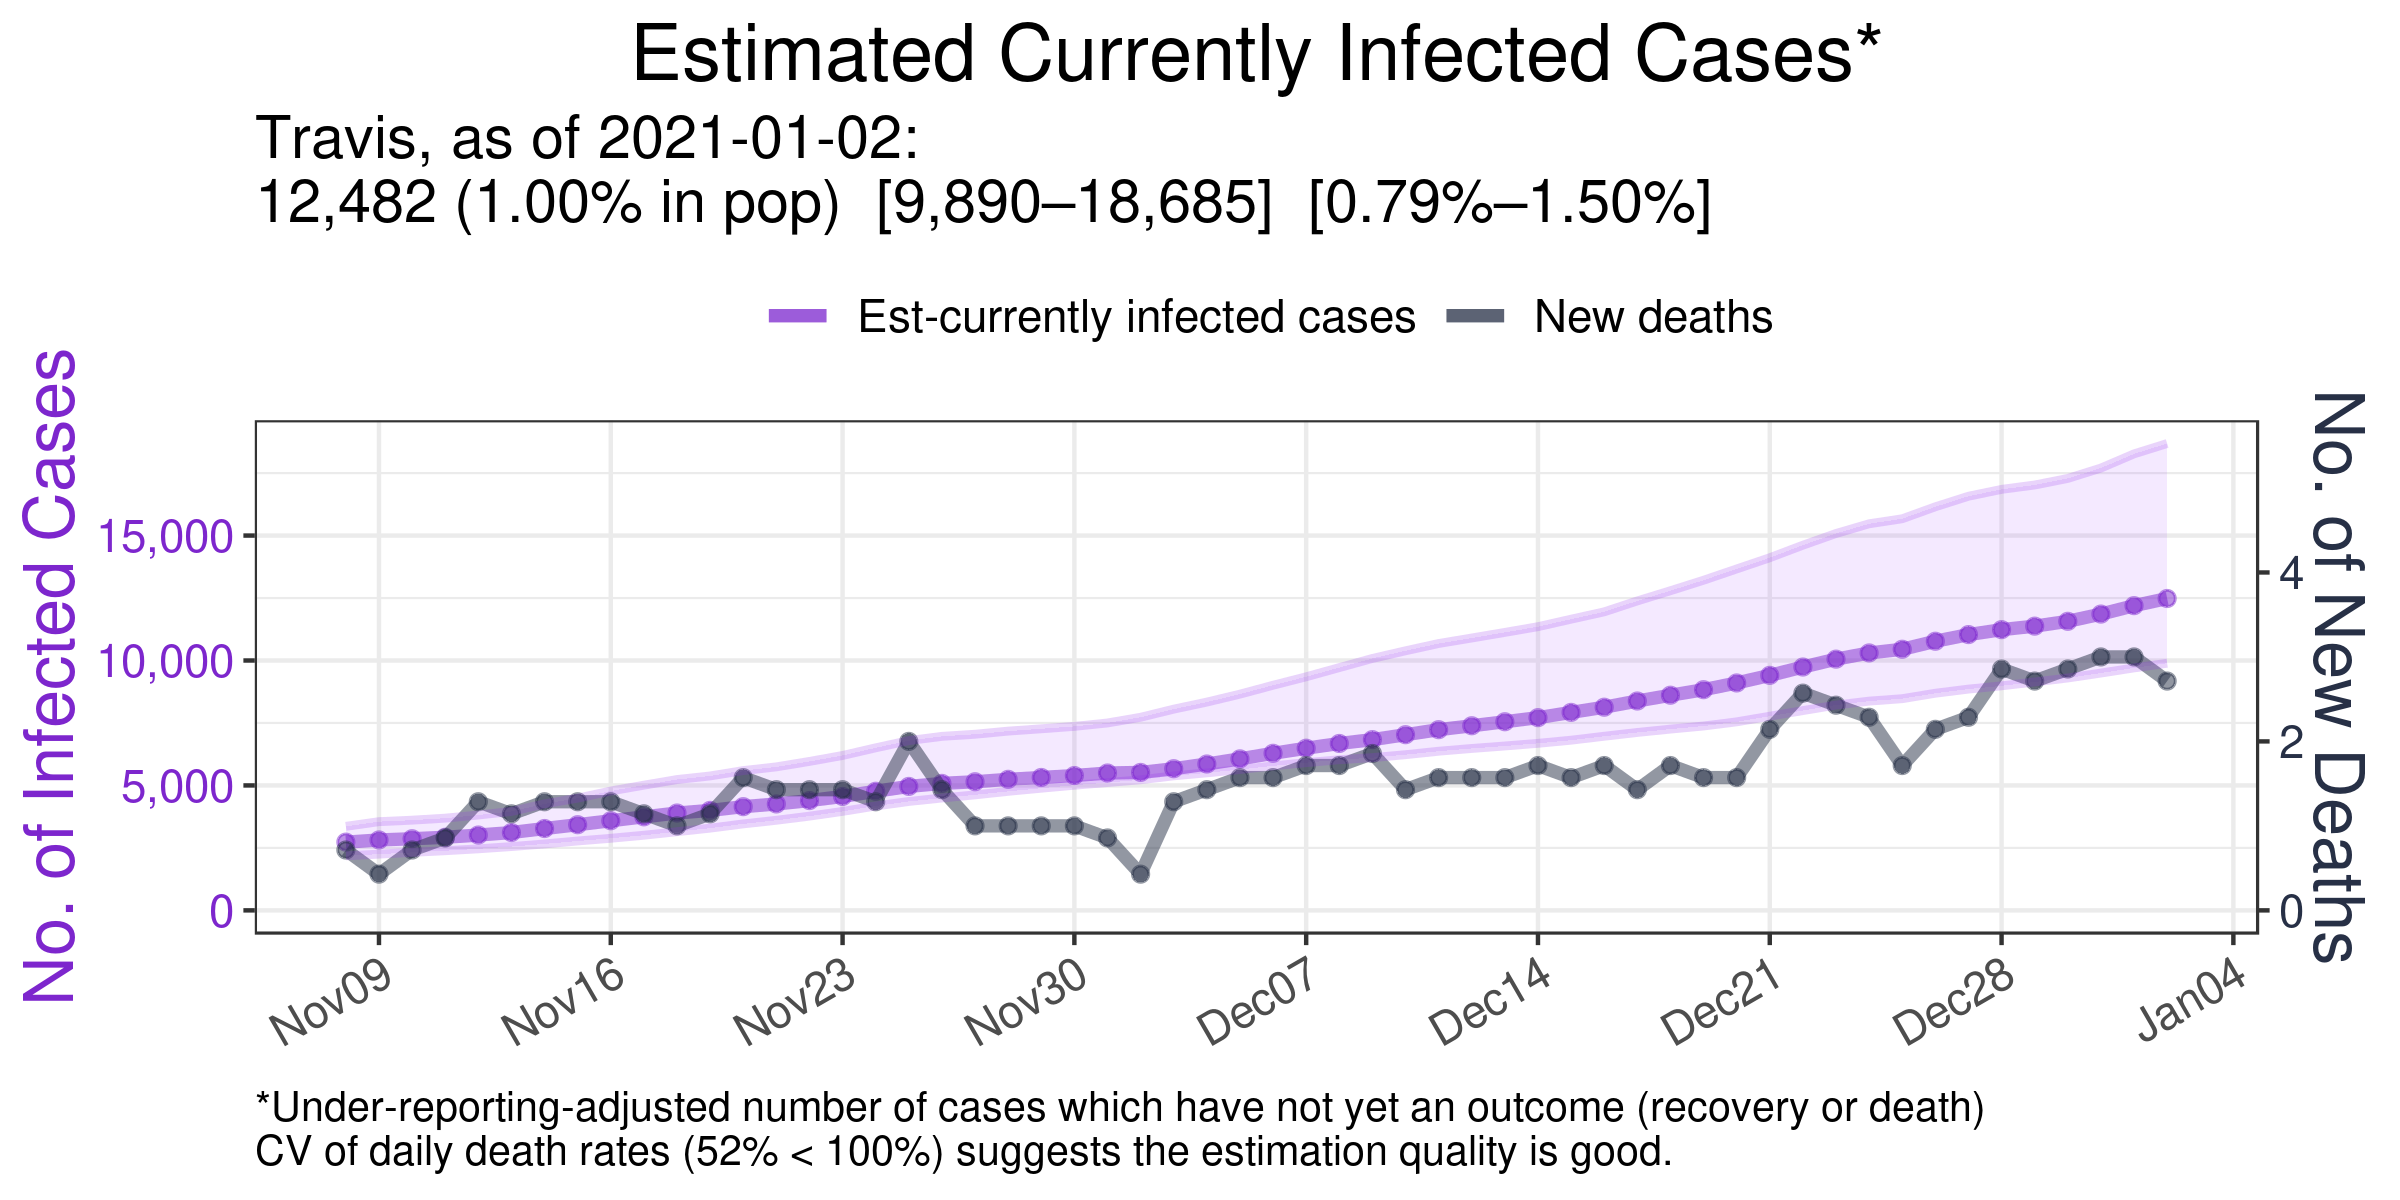 Estimated Currently Infected Cases*
Travis, as of 2021-01-02:
12,482 (1.00% in pop)  [9,890–18,685]  [0.79%–1.50%]
Est-currently infected cases
New deaths
No. of Infected Cases
15,000
10,000
5,000
0
4
2
0
No. of New Deaths
Nov09
Nov16
Nov23
Nov30
Dec07
Dec14
Dec21
Dec28
Jan04
*Under-reporting-adjusted number of cases which have not yet an outcome (recovery or death)
CV of daily death rates (52% < 100%) suggests the estimation quality is good.